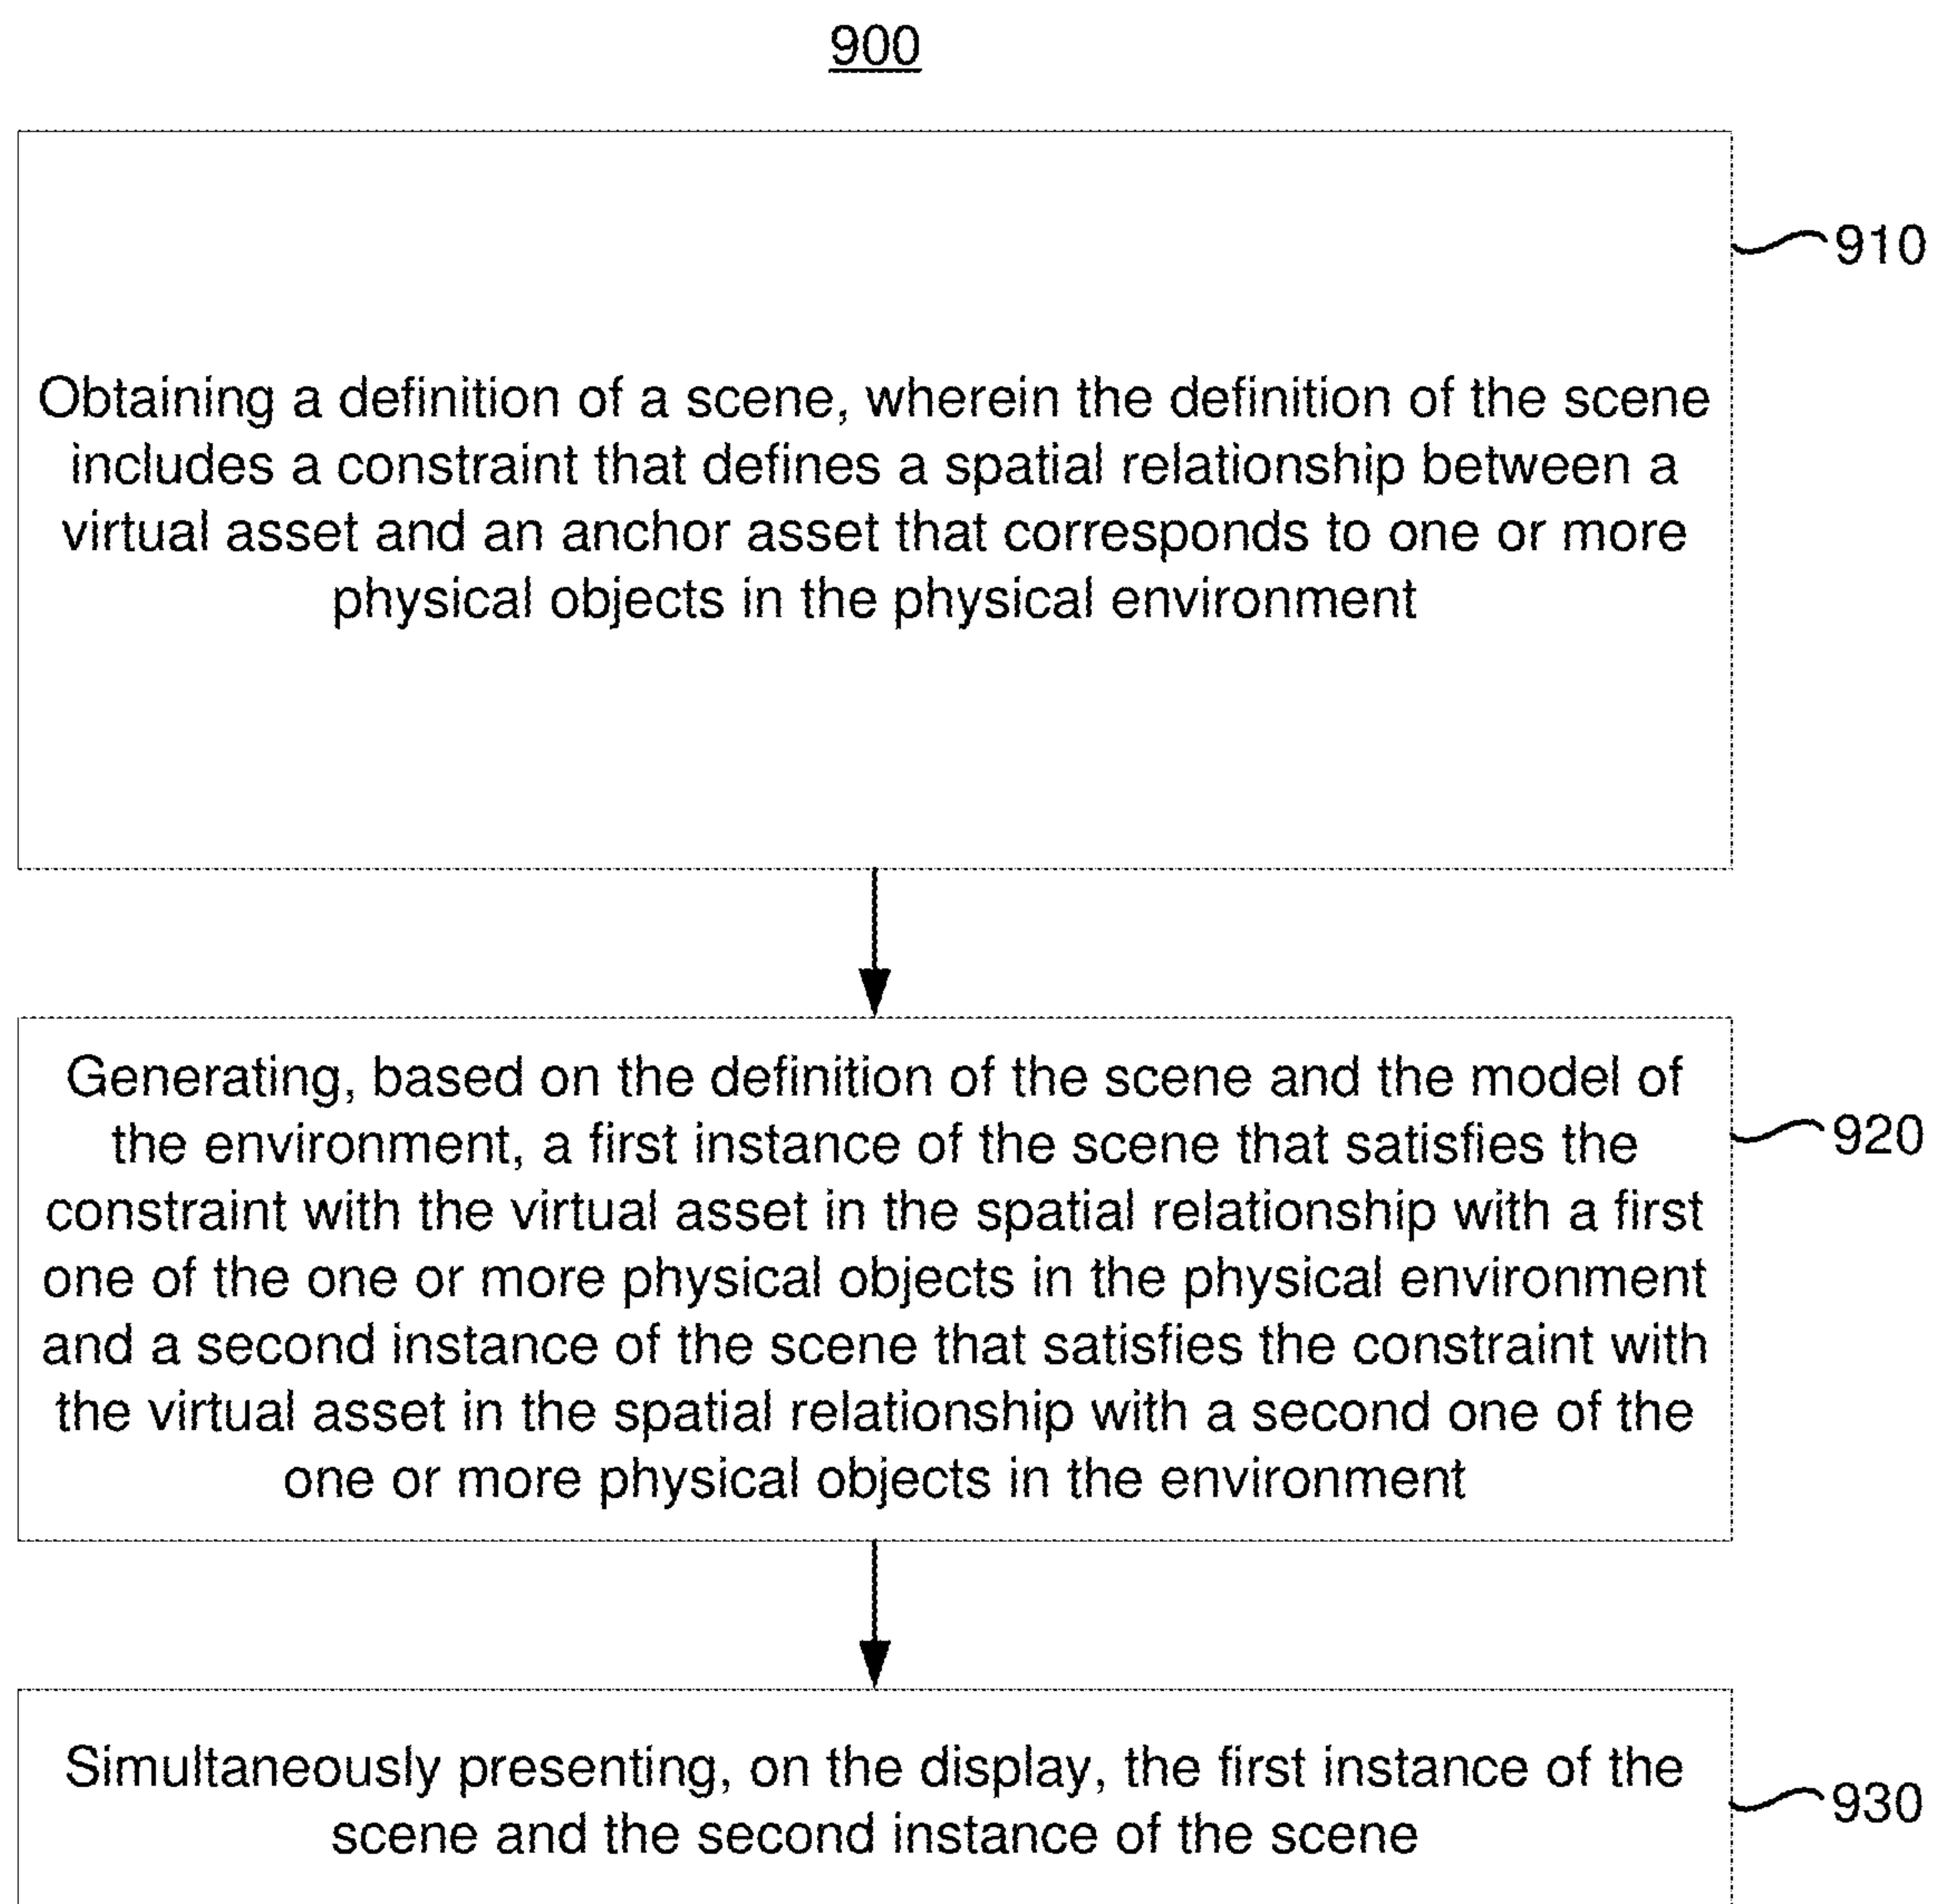 900
Obtaining a definition of a scene, wherein the definition of the scene
includes a constraint that defines a spatial relationship between a
virtual asset and an anchor asset that corresponds to one or more
physical objects in the physical environment
910
Generating, based on the definition of the scene and the model of
the environment, a first instance of the scene that satisfies the
constraint with the virtual asset in the spatial relationship with a first
one of the one or more physical objects in the physical environment
and a second instance of the scene that satisfies the constraint with
the virtual asset in the spatial relationship with a second one of the
one or more physical objects in the environment
920
Simultaneously presenting, on the display, the first instance of the
scene and the second instance of the scene
930